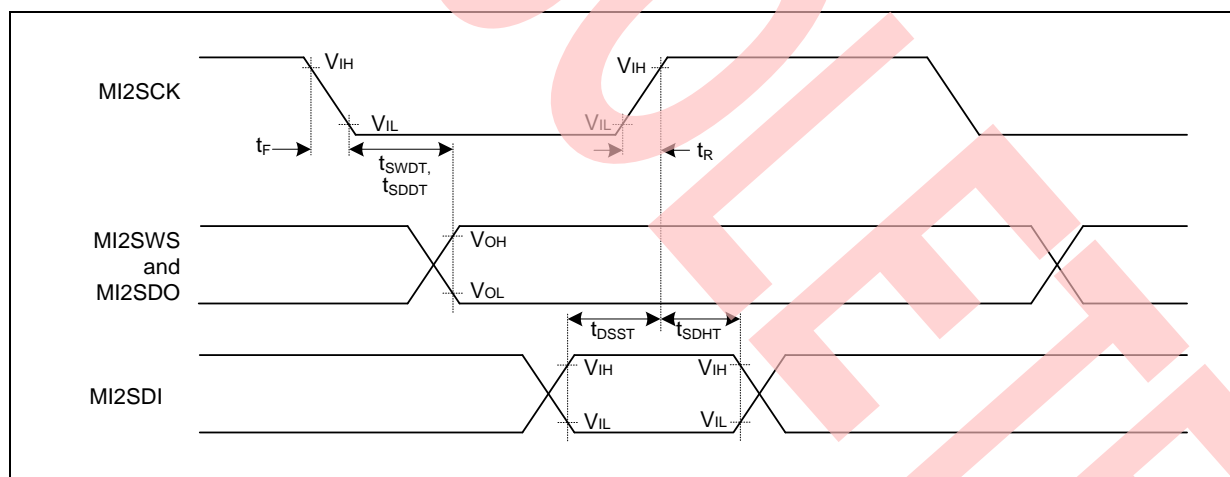 MI2SCK
VIH
VIL
tF
tSWDT,
tSDDT
VIH
VIL
tR
MI2SWS
and
MI2SDO
VOH
VOL
tDSST
tSDHT
MI2SDI
VIH
VIL
VIH
VIL